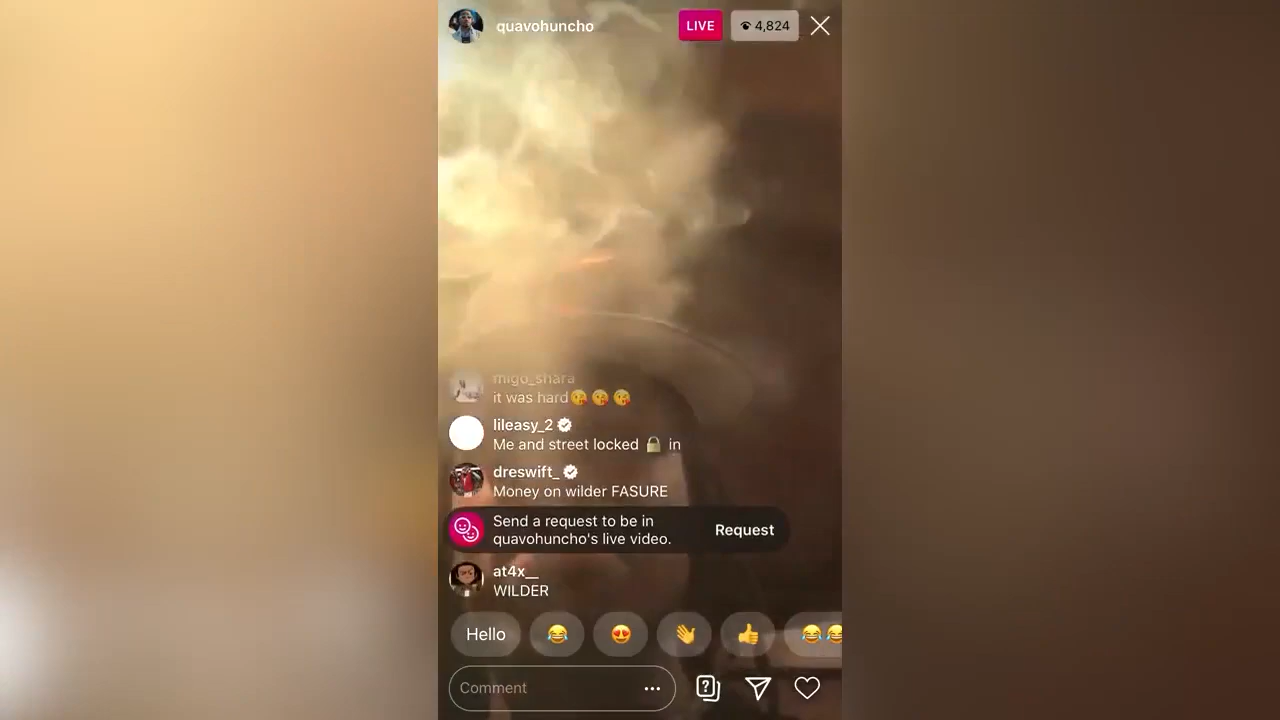 quavohuncho
LIVE
4,824
migo_shara
it was hard😘😘😘
lileasy_2
Me and street locked 🔒 in
dreswift_
Money on wilder FASURE
Send a request to be in
quavohuncho's live video.
Request
at4x__
WILDER
Hello
Comment